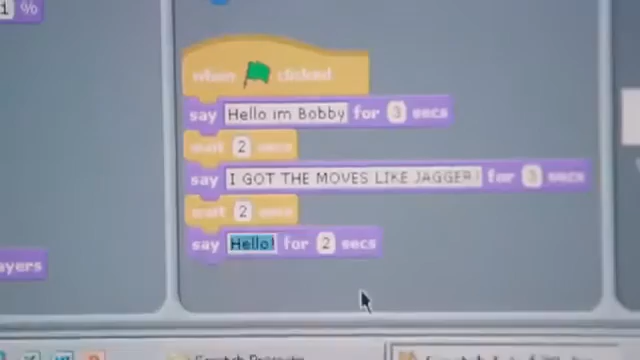 i %
when clicked
say Hello im Bobby for 3 secs
wait 2 secs
say I GOT THE MOVES LIKE JAGGER! for 3 secs
wait 2 secs
say Hello! for 2 secs
ayers